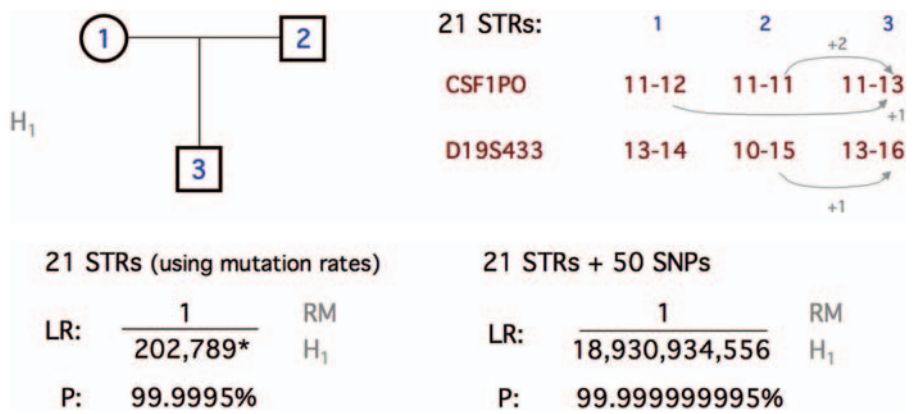 21 STRs: 1 2 3
1 2
+2
CSF1PO 11-12 11-11 11-13
+1
H₁
D19S433 13-14 10-15 13-16
3
+1
21 STRs (using mutation rates)
LR: 1 RM
202,789* H₁
P: 99.9995%
21 STRs + 50 SNPs
LR: 1 RM
18,930,934,556 H₁
P: 99.999999995%